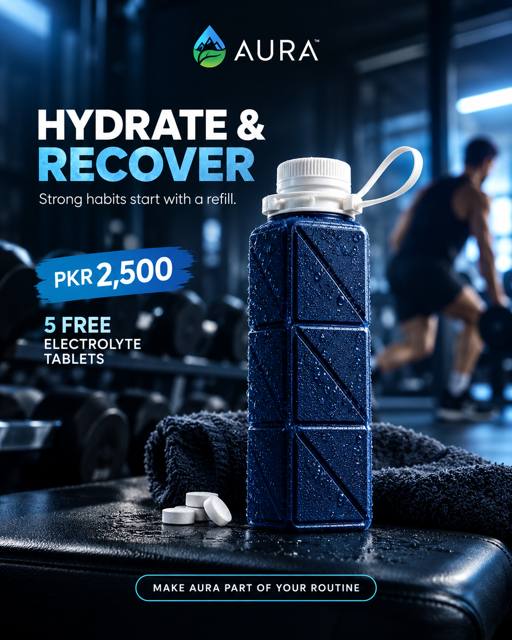 AURA™
HYDRATE &
RECOVER
Strong habits start with a refill.
PKR 2,500
5 FREE
ELECTROLYTE
TABLETS
MAKE AURA PART OF YOUR ROUTINE